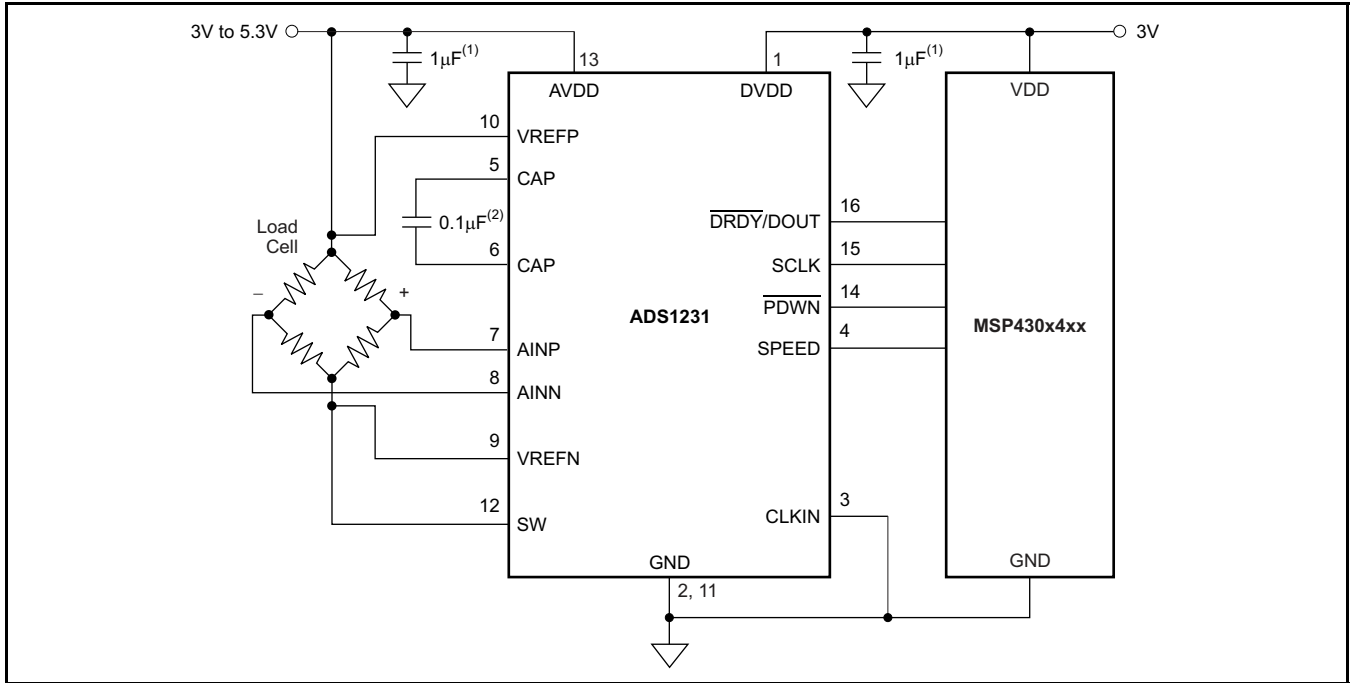 3V to 5.3V
1μF(1)
13
1
1μF(1)
3V
AVDD
DVDD
VDD
10
VREFP
5
CAP
0.1μF(2)
6
CAP
Load
Cell
−
+
7
AINP
8
AINN
9
VREFN
12
SW
ADS1231
16
DRDY/DOUT
15
SCLK
14
PDWN
4
SPEED
MSP430x4xx
3
CLKIN
GND
2, 11
GND